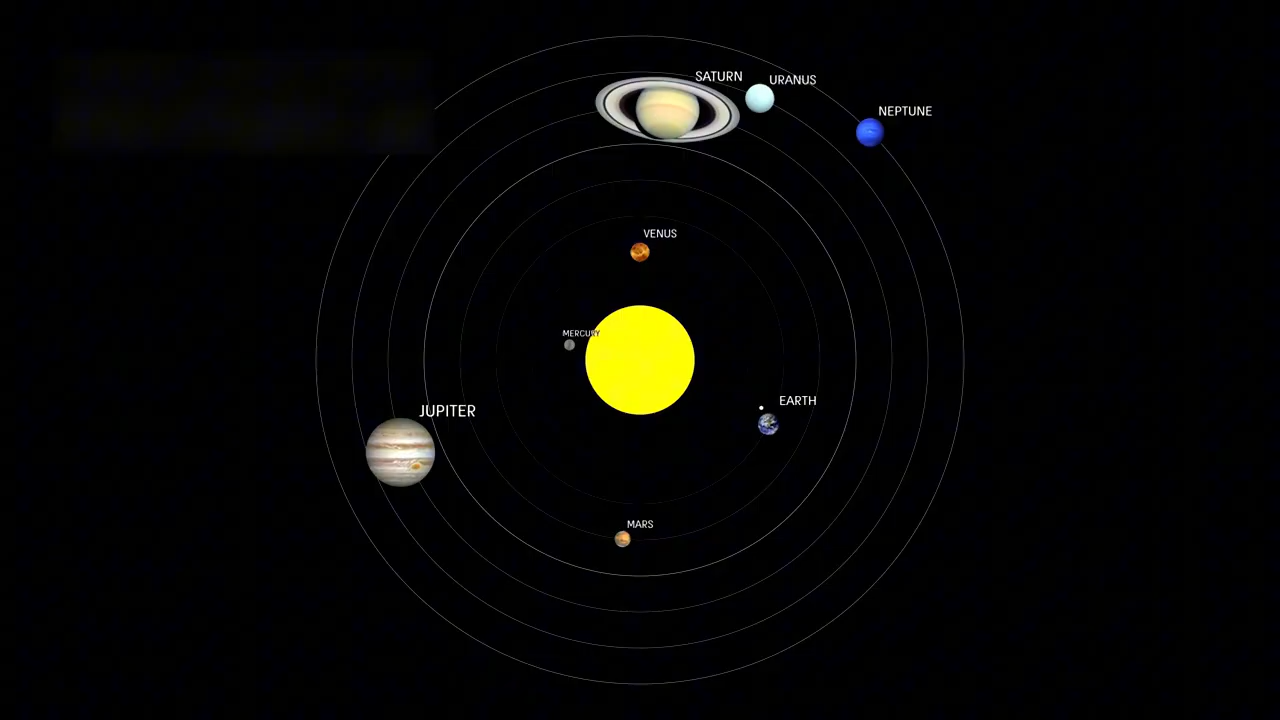 SATURN
URANUS
NEPTUNE
VENUS
MERCURY
EARTH
JUPITER
MARS